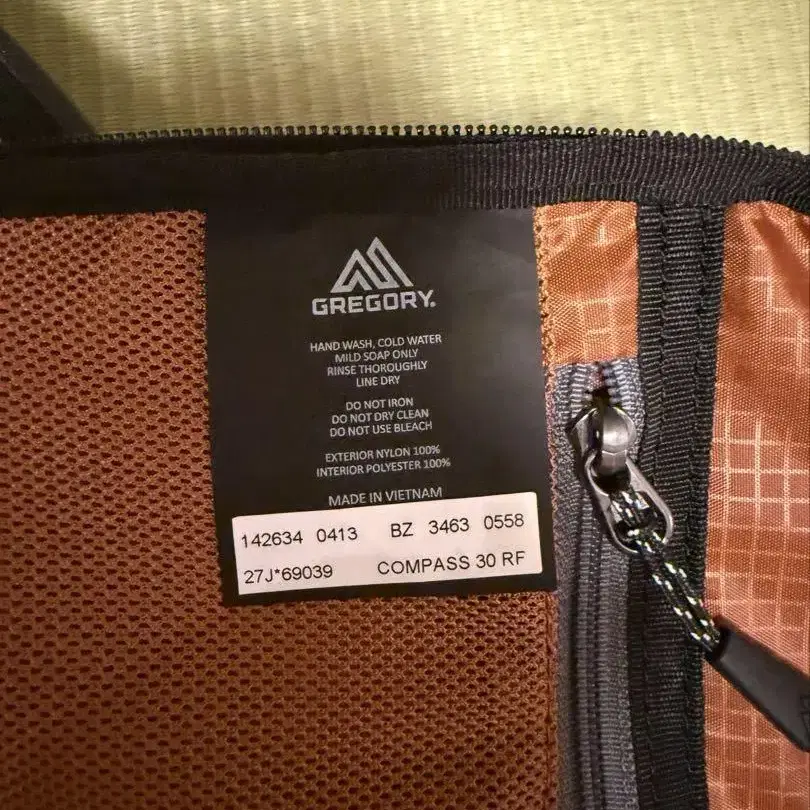 GREGORY.
HAND WASH, COLD WATER
MILD SOAP ONLY
RINSE THOROUGHLY
LINE DRY
DO NOT IRON
DO NOT DRY CLEAN
DO NOT USE BLEACH
EXTERIOR NYLON 100%
INTERIOR POLYESTER 100%
MADE IN VIETNAM
142634 0413 BZ 3463 0558
27J*69039 COMPASS 30 RF